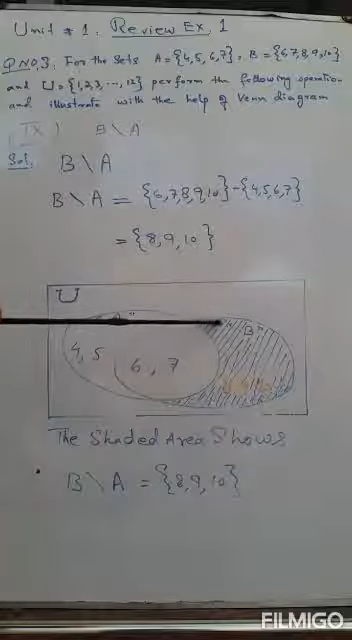 Unit # 1. Review Ex, 1
Q.NO,3, For the Sets A = {4,5,6,7}, B = {6,7,8,9,10}
and U = {1,2,3,...,12} perform the following operation
and illustrate with the help of Venn diagram
(IX) B \ A
Sol. B \ A
B \ A = {6,7,8,9,10} - {4,5,6,7}
= {8,9,10}
U
"B"
4, 5
6, 7
The Shaded Area Shows
B \ A = {8,9,10}
FILMIGO